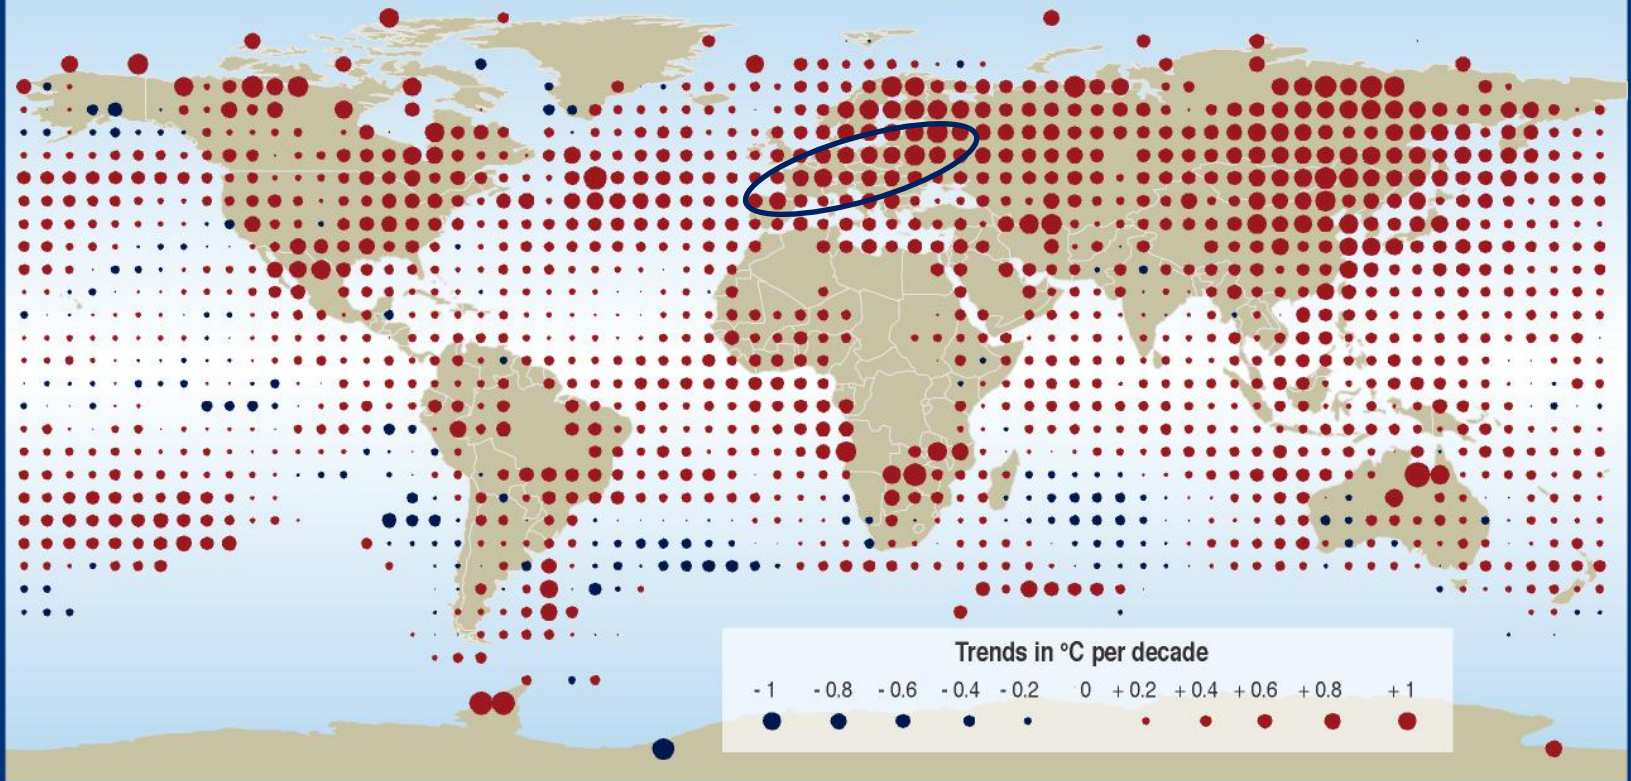 Trends in °C per decade
- 1 - 0.8 - 0.6 - 0.4 - 0.2 0 + 0.2 + 0.4 + 0.6 + 0.8 + 1